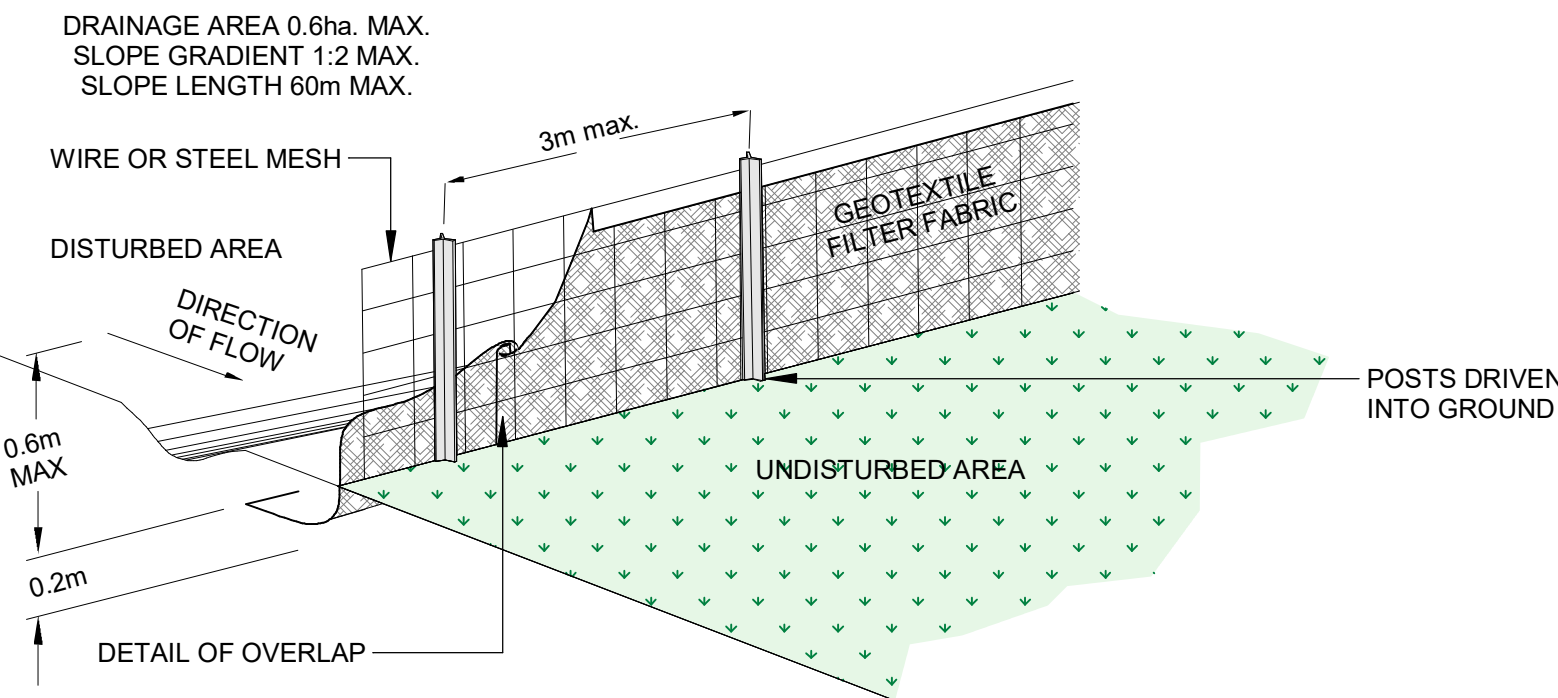 DRAINAGE AREA 0.6ha. MAX.
SLOPE GRADIENT 1:2 MAX.
SLOPE LENGTH 60m MAX.
3m max.
WIRE OR STEEL MESH
GEOTEXTILE
FILTER FABRIC
DISTURBED AREA
DIRECTION
OF FLOW
POSTS DRIVEN
INTO GROUND
0.6m
MAX
UNDISTURBED AREA
0.2m
DETAIL OF OVERLAP